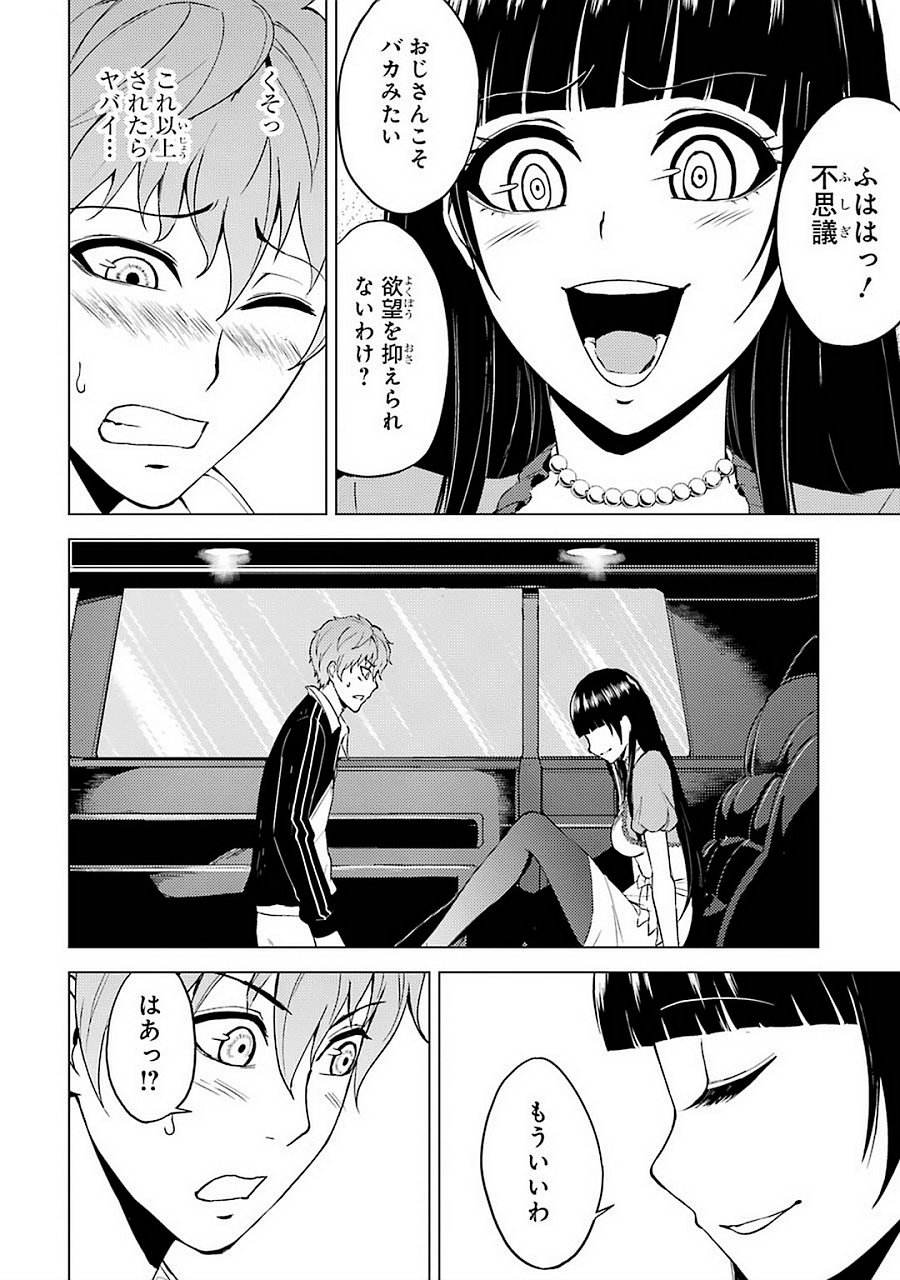 ふははっ！
不思議
おじさんこそ
バカみたい
欲望を抑えられ
ないわけ？
くそっ
これ以上
されたら
ヤバイ…
もういいわ
はあっ!?